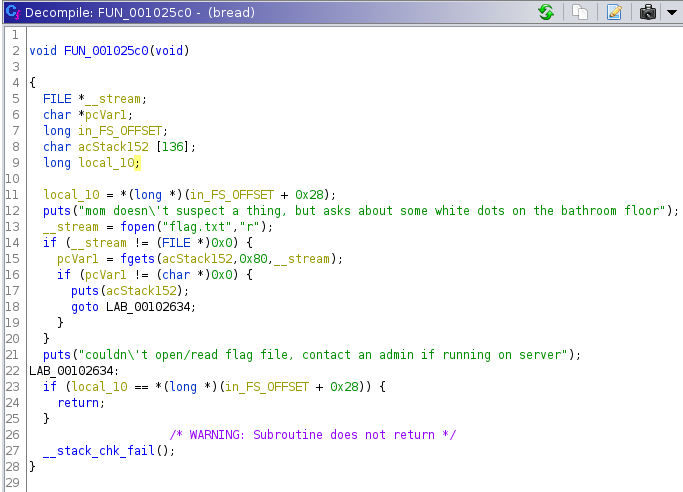 Decompile: FUN_001025c0 - (bread)
1
2 void FUN_001025c0(void)
3
4 {
5 FILE *__stream;
6 char *pcVar1;
7 long in_FS_OFFSET;
8 char acStack152 [136];
9 long local_10;
10
11 local_10 = *(long *)(in_FS_OFFSET + 0x28);
12 puts("mom doesn\'t suspect a thing, but asks about some white dots on the bathroom floor");
13 __stream = fopen("flag.txt","r");
14 if (__stream != (FILE *)0x0) {
15 pcVar1 = fgets(acStack152,0x80,__stream);
16 if (pcVar1 != (char *)0x0) {
17 puts(acStack152);
18 goto LAB_00102634;
19 }
20 }
21 puts("couldn\'t open/read flag file, contact an admin if running on server");
22 LAB_00102634:
23 if (local_10 == *(long *)(in_FS_OFFSET + 0x28)) {
24 return;
25 }
26 /* WARNING: Subroutine does not return */
27 __stack_chk_fail();
28 }
29